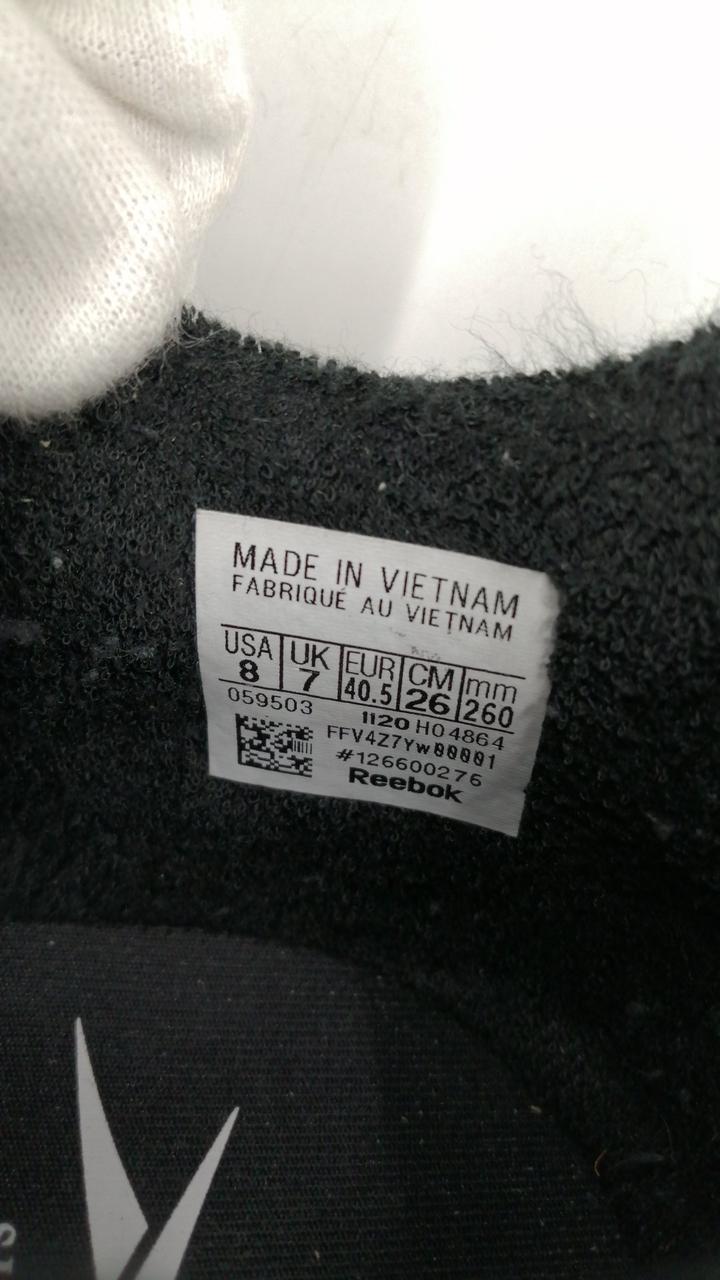 MADE IN VIETNAM
FABRIQUÉ AU VIETNAM
USA UK EUR CM mm
8 7 40.5 26 260
059503 1120 H04864
FFV4Z7Yw00001
#126600276
Reebok